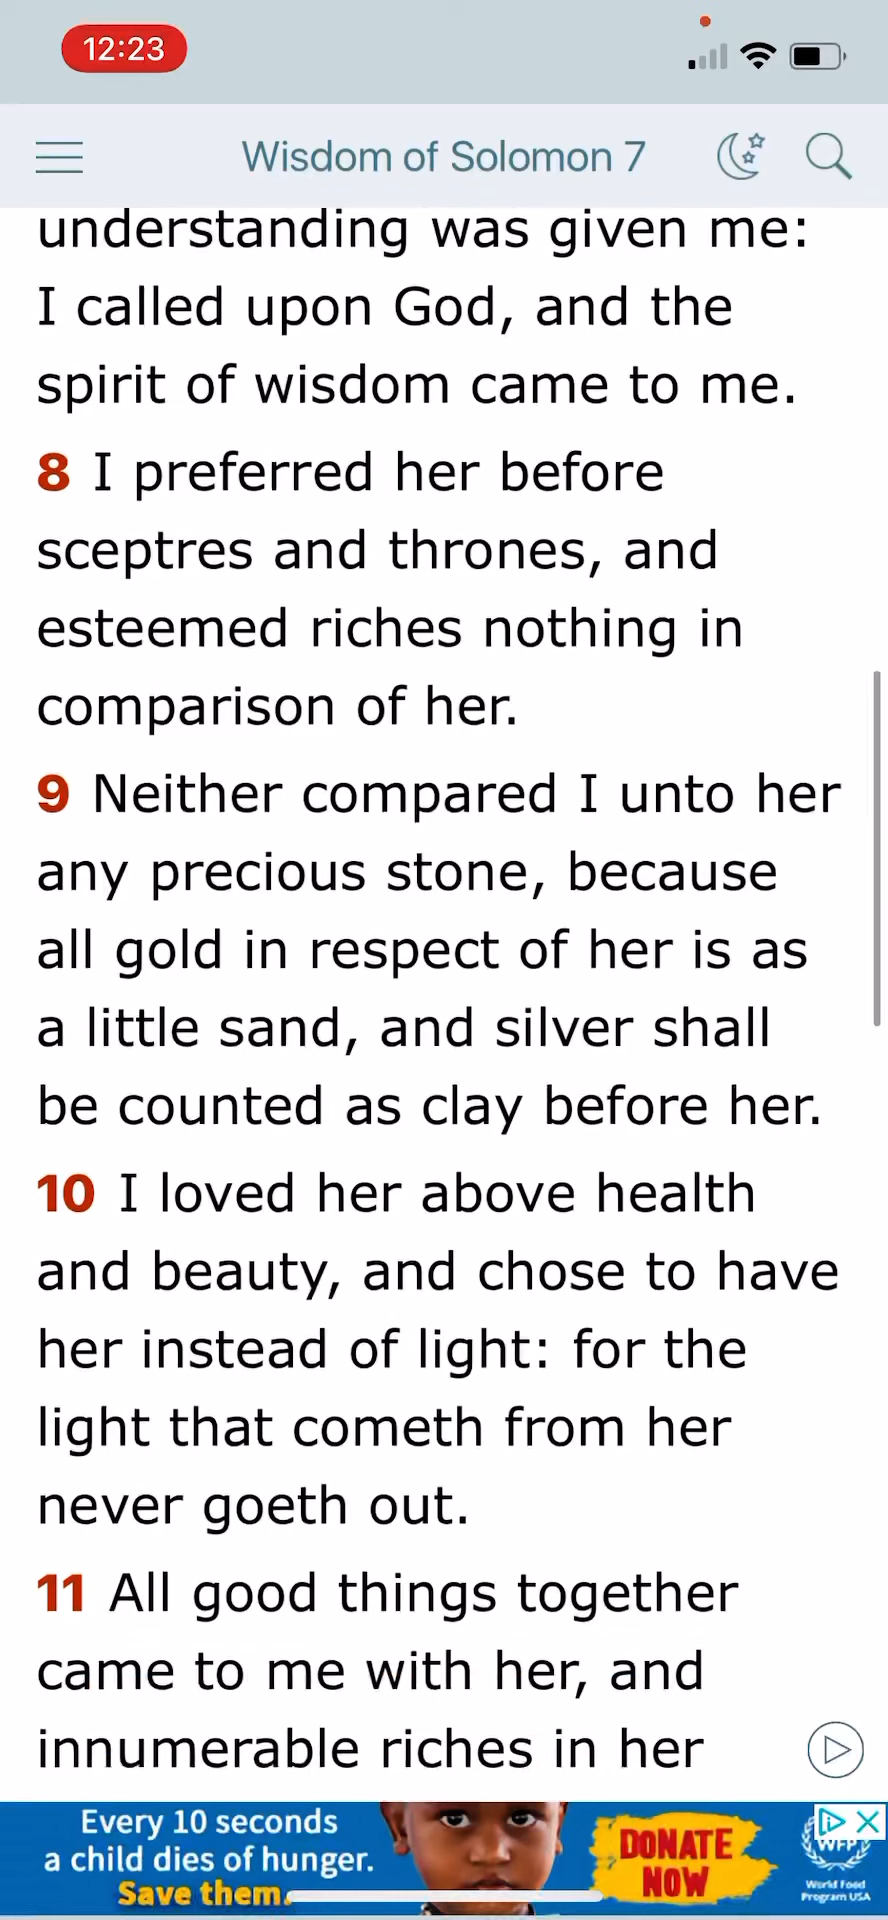 12:23
Wisdom of Solomon 7
understanding was given me:
I called upon God, and the
spirit of wisdom came to me.
8 I preferred her before
sceptres and thrones, and
esteemed riches nothing in
comparison of her.
9 Neither compared I unto her
any precious stone, because
all gold in respect of her is as
a little sand, and silver shall
be counted as clay before her.
10 I loved her above health
and beauty, and chose to have
her instead of light: for the
light that cometh from her
never goeth out.
11 All good things together
came to me with her, and
innumerable riches in her
Every 10 seconds
a child dies of hunger.
Save them.
DONATE
NOW
WFP
World Food
Program USA